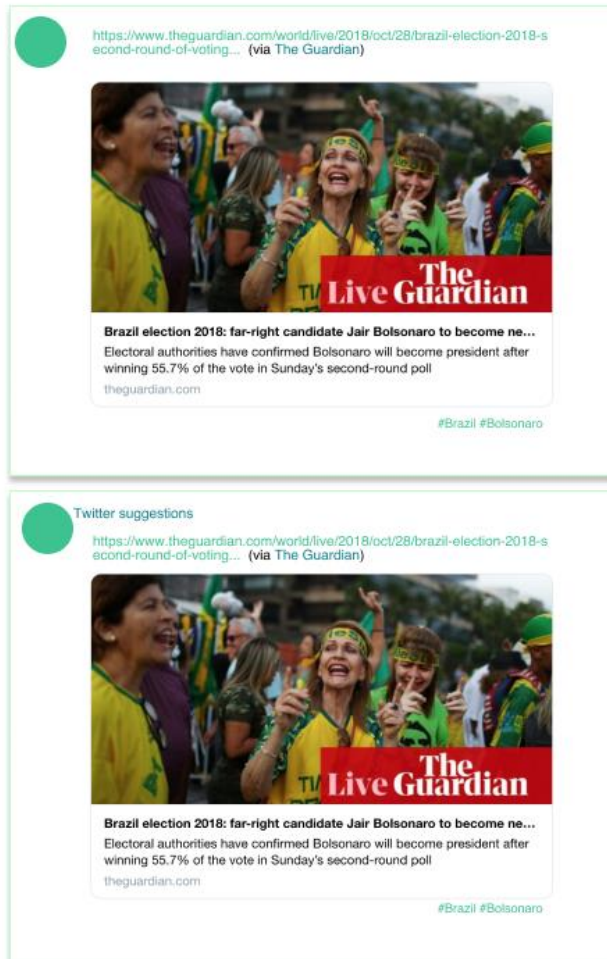 https://www.theguardian.com/world/live/2018/oct/28/brazil-election-2018-s
econd-round-of-voting... (via The Guardian)
The
Live Guardian
Brazil election 2018: far-right candidate Jair Bolsonaro to become ne...
Electoral authorities have confirmed Bolsonaro will become president after
winning 55.7% of the vote in Sunday's second-round poll
theguardian.com
#Brazil #Bolsonaro
Twitter suggestions
https://www.theguardian.com/world/live/2018/oct/28/brazil-election-2018-s
econd-round-of-voting... (via The Guardian)
The
Live Guardian
Brazil election 2018: far-right candidate Jair Bolsonaro to become ne...
Electoral authorities have confirmed Bolsonaro will become president after
winning 55.7% of the vote in Sunday's second-round poll
theguardian.com
#Brazil #Bolsonaro